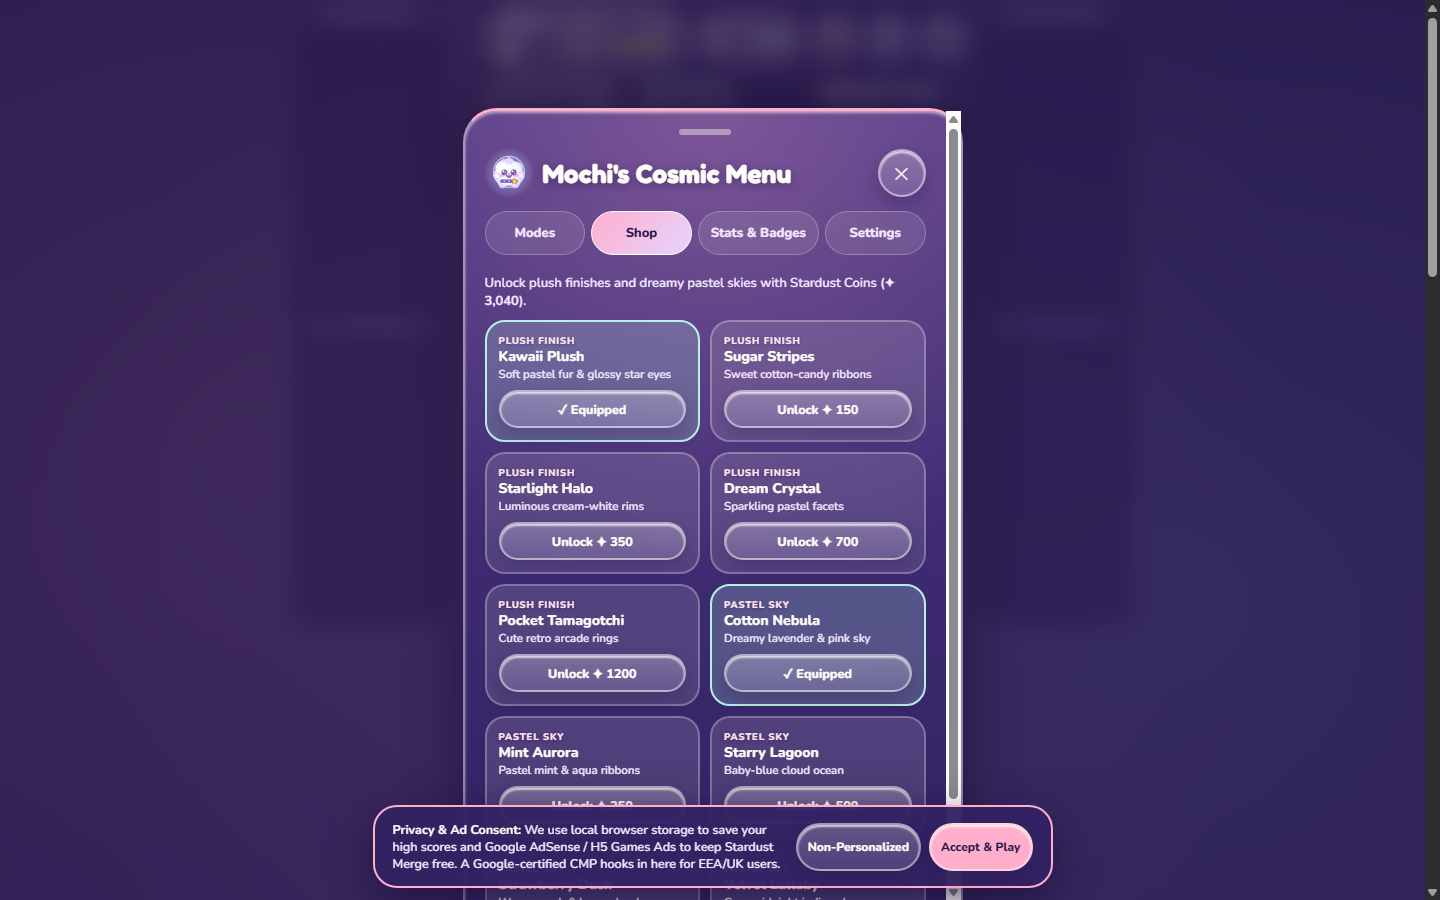 Mochi's Cosmic Menu
Modes
Shop
Stats & Badges
Settings
Unlock plush finishes and dreamy pastel skies with Stardust Coins (✦
3,040).
PLUSH FINISH
Kawaii Plush
Soft pastel fur & glossy star eyes
✓ Equipped
PLUSH FINISH
Sugar Stripes
Sweet cotton-candy ribbons
Unlock ✦ 150
PLUSH FINISH
Starlight Halo
Luminous cream-white rims
Unlock ✦ 350
PLUSH FINISH
Dream Crystal
Sparkling pastel facets
Unlock ✦ 700
PLUSH FINISH
Pocket Tamagotchi
Cute retro arcade rings
Unlock ✦ 1200
PASTEL SKY
Cotton Nebula
Dreamy lavender & pink sky
✓ Equipped
PASTEL SKY
Mint Aurora
Pastel mint & aqua ribbons
Unlock ✦ 250
PASTEL SKY
Starry Lagoon
Baby-blue cloud ocean
Unlock ✦ 500
Privacy & Ad Consent: We use local browser storage to save your
high scores and Google AdSense / H5 Games Ads to keep Stardust
Merge free. A Google-certified CMP hooks in here for EEA/UK users.
Non-Personalized
Accept & Play